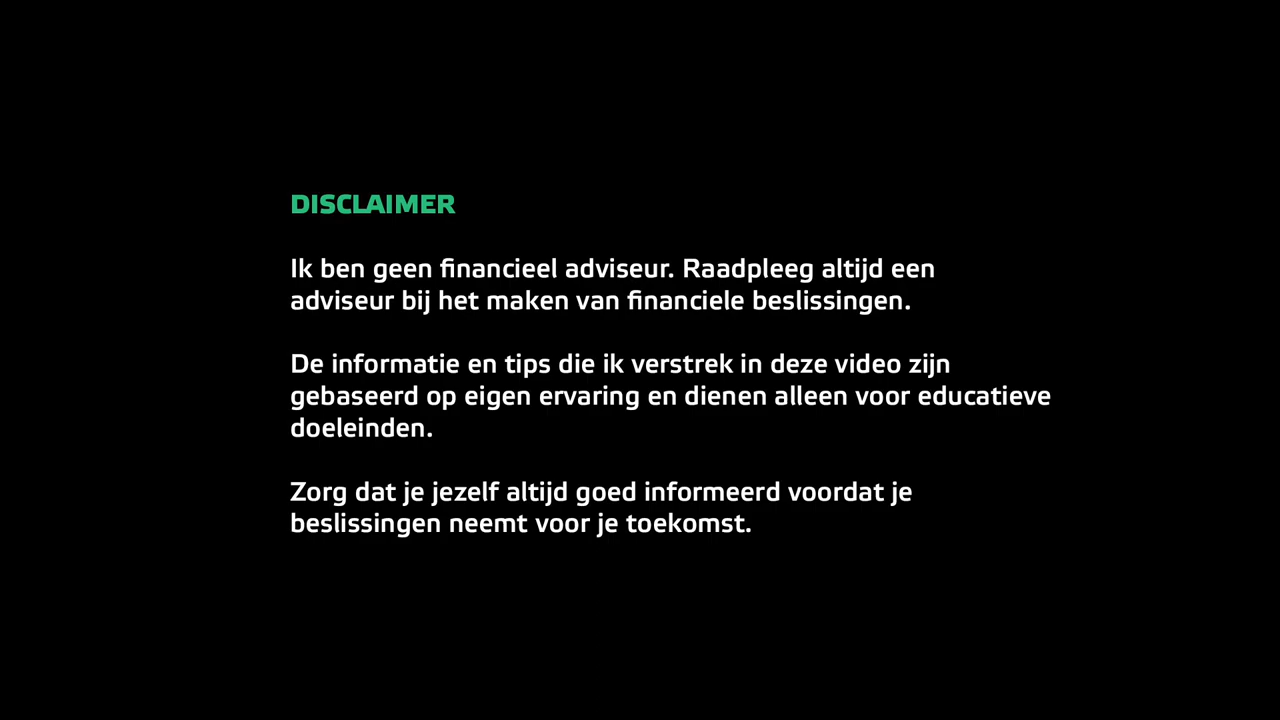 DISCLAIMER
Ik ben geen financieel adviseur. Raadpleeg altijd een
adviseur bij het maken van financiele beslissingen.
De informatie en tips die ik verstrek in deze video zijn
gebaseerd op eigen ervaring en dienen alleen voor educatieve
doeleinden.
Zorg dat je jezelf altijd goed informeerd voordat je
beslissingen neemt voor je toekomst.